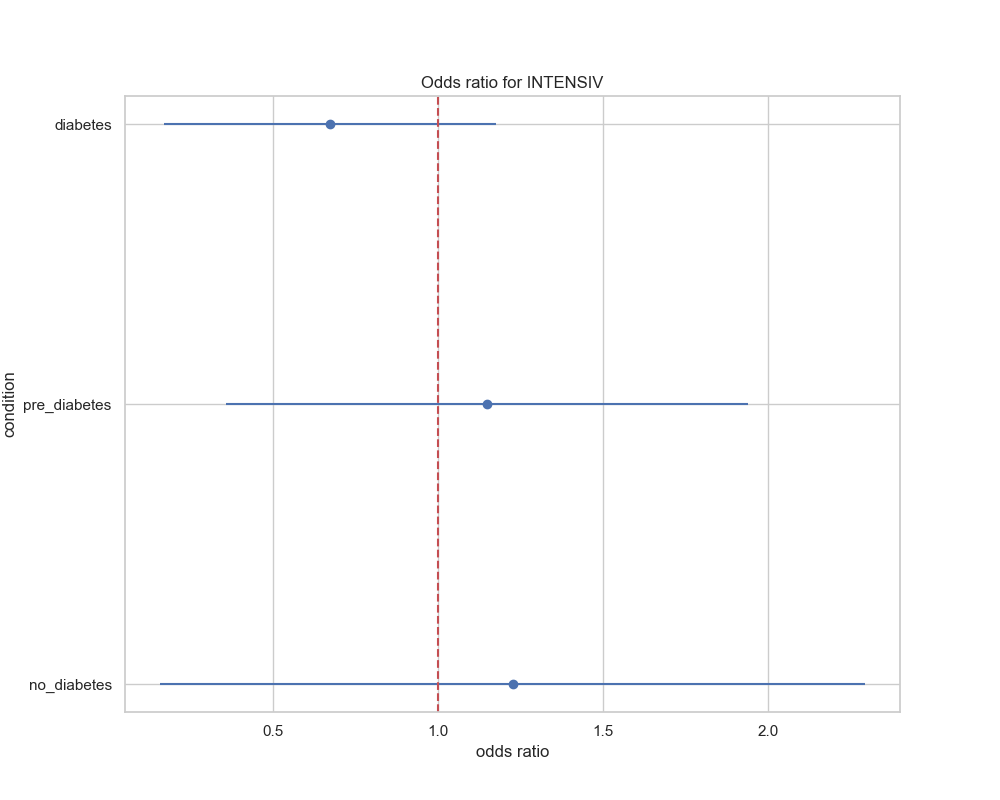 Odds ratio for INTENSIV
diabetes
pre_diabetes
no_diabetes
condition
0.5 1.0 1.5 2.0
odds ratio